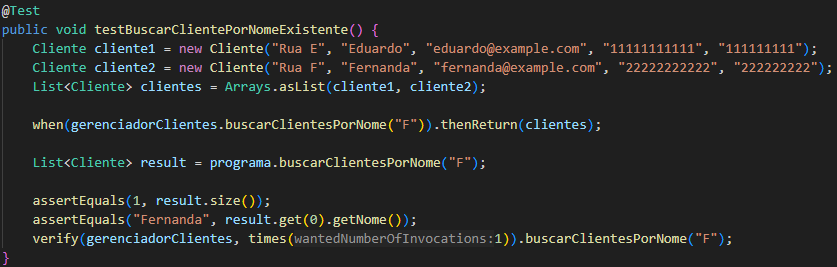 @Test
public void testBuscarClientePorNomeExistente() {
Cliente cliente1 = new Cliente("Rua E", "Eduardo", "eduardo@example.com", "11111111111", "111111111");
Cliente cliente2 = new Cliente("Rua F", "Fernanda", "fernanda@example.com", "22222222222", "222222222");
List<Cliente> clientes = Arrays.asList(cliente1, cliente2);
when(gerenciadorClientes.buscarClientesPorNome("F")).thenReturn(clientes);
List<Cliente> result = programa.buscarClientesPorNome("F");
assertEquals(1, result.size());
assertEquals("Fernanda", result.get(0).getNome());
verify(gerenciadorClientes, times(wantedNumberOfInvocations:1)).buscarClientesPorNome("F");
}